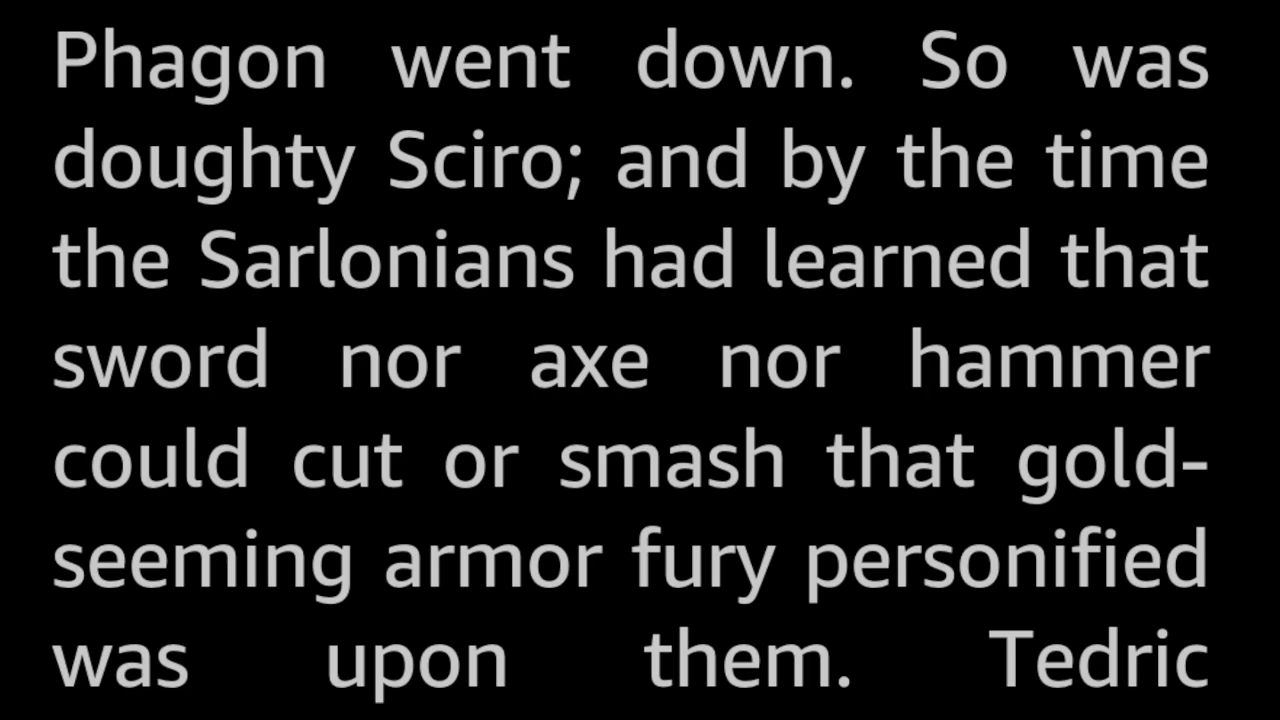 Phagon went down. So was
doughty Sciro; and by the time
the Sarlonians had learned that
sword nor axe nor hammer
could cut or smash that gold-
seeming armor fury personified
was upon them. Tedric